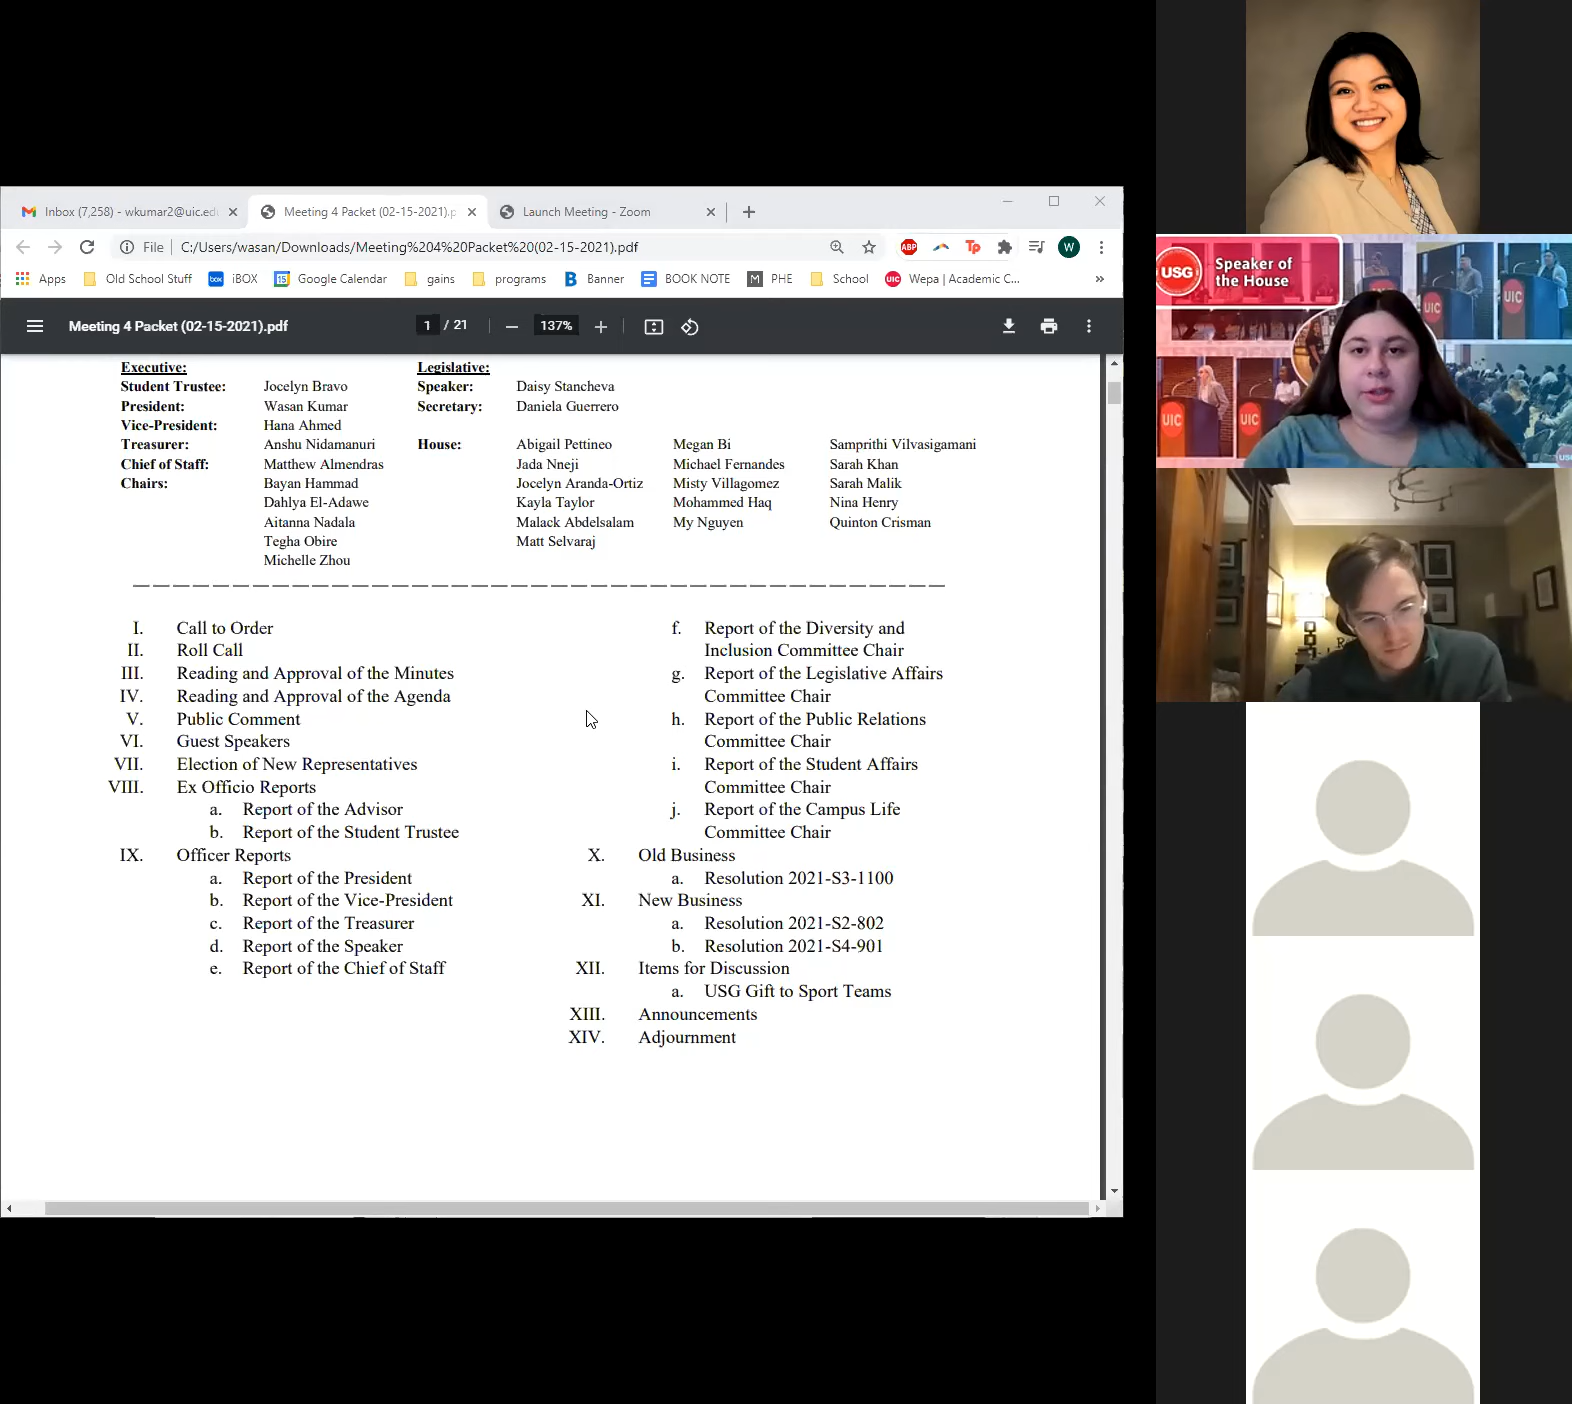 Inbox (7,258) - wkumar2@uic.ed
Meeting 4 Packet (02-15-2021).p
Launch Meeting - Zoom
File
C:/Users/wasan/Downloads/Meeting%204%20Packet%20(02-15-2021).pdf
ABP
Tp
W
Apps
Old School Stuff
box
iBOX
15
Google Calendar
gains
programs
B
Banner
BOOK NOTE
M
PHE
School
UIC
Wepa | Academic C...
»
Meeting 4 Packet (02-15-2021).pdf
1 / 21
137%
Executive:
Student Trustee: Jocelyn Bravo
President: Wasan Kumar
Vice-President: Hana Ahmed
Treasurer: Anshu Nidamanuri
Chief of Staff: Matthew Almendras
Chairs: Bayan Hammad
Dahlya El-Adawe
Aitanna Nadala
Tegha Obire
Michelle Zhou
Legislative:
Speaker: Daisy Stancheva
Secretary: Daniela Guerrero
House: Abigail Pettineo
Jada Nneji
Jocelyn Aranda-Ortiz
Kayla Taylor
Malack Abdelsalam
Matt Selvaraj
Megan Bi
Michael Fernandes
Misty Villagomez
Mohammed Haq
My Nguyen
Samprithi Vilvasigamani
Sarah Khan
Sarah Malik
Nina Henry
Quinton Crisman
I. Call to Order
II. Roll Call
III. Reading and Approval of the Minutes
IV. Reading and Approval of the Agenda
V. Public Comment
VI. Guest Speakers
VII. Election of New Representatives
VIII. Ex Officio Reports
a. Report of the Advisor
b. Report of the Student Trustee
IX. Officer Reports
a. Report of the President
b. Report of the Vice-President
c. Report of the Treasurer
d. Report of the Speaker
e. Report of the Chief of Staff
f. Report of the Diversity and
Inclusion Committee Chair
g. Report of the Legislative Affairs
Committee Chair
h. Report of the Public Relations
Committee Chair
i. Report of the Student Affairs
Committee Chair
j. Report of the Campus Life
Committee Chair
X. Old Business
a. Resolution 2021-S3-1100
XI. New Business
a. Resolution 2021-S2-802
b. Resolution 2021-S4-901
XII. Items for Discussion
a. USG Gift to Sport Teams
XIII. Announcements
XIV. Adjournment
USG
Speaker of
the House
UIC
UIC
UIC
UIC